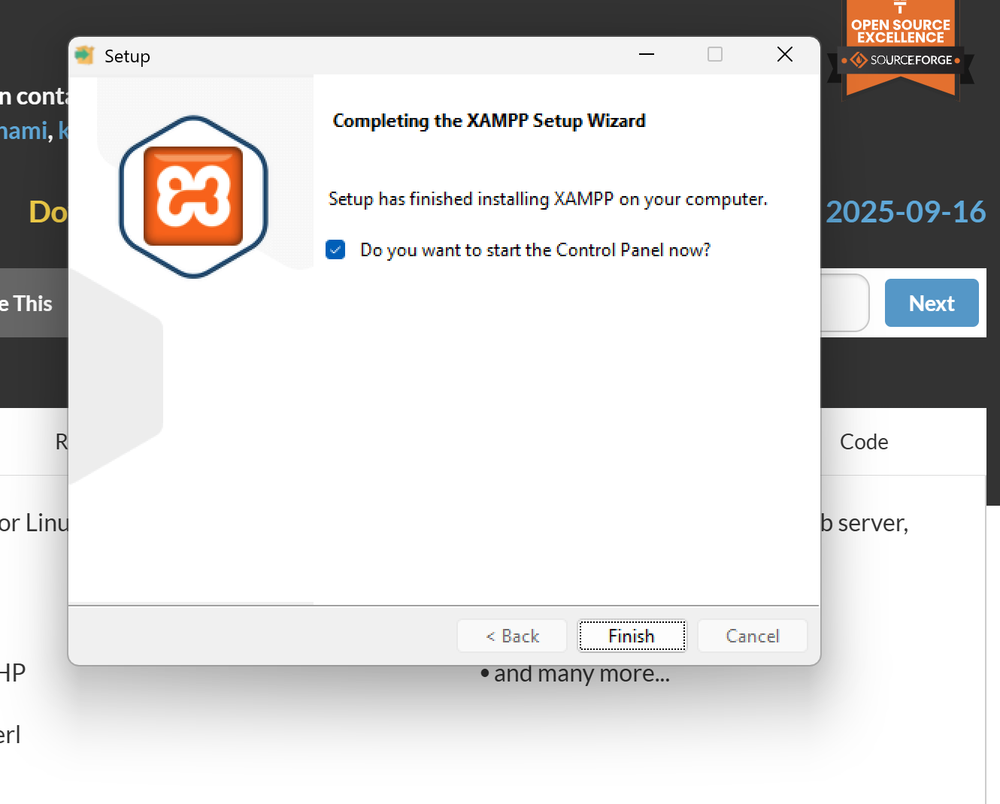 OPEN SOURCE
EXCELLENCE
SOURCEFORGE
Setup
n conta
nami, k
Completing the XAMPP Setup Wizard
Setup has finished installing XAMPP on your computer.
Do
2025-09-16
Do you want to start the Control Panel now?
e This
Next
R
Code
or Linu
b server,
< Back
Finish
Cancel
HP
• and many more...
erl